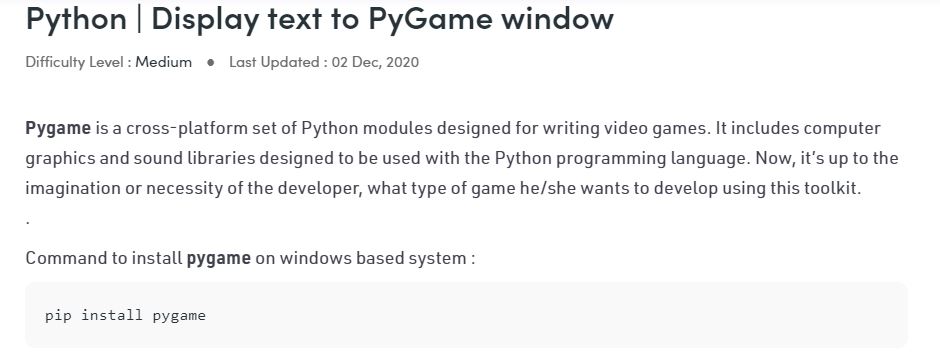 Python | Display text to PyGame window
Difficulty Level : Medium ● Last Updated : 02 Dec, 2020
Pygame is a cross-platform set of Python modules designed for writing video games. It includes computer
graphics and sound libraries designed to be used with the Python programming language. Now, it’s up to the
imagination or necessity of the developer, what type of game he/she wants to develop using this toolkit.
.
Command to install pygame on windows based system :
pip install pygame